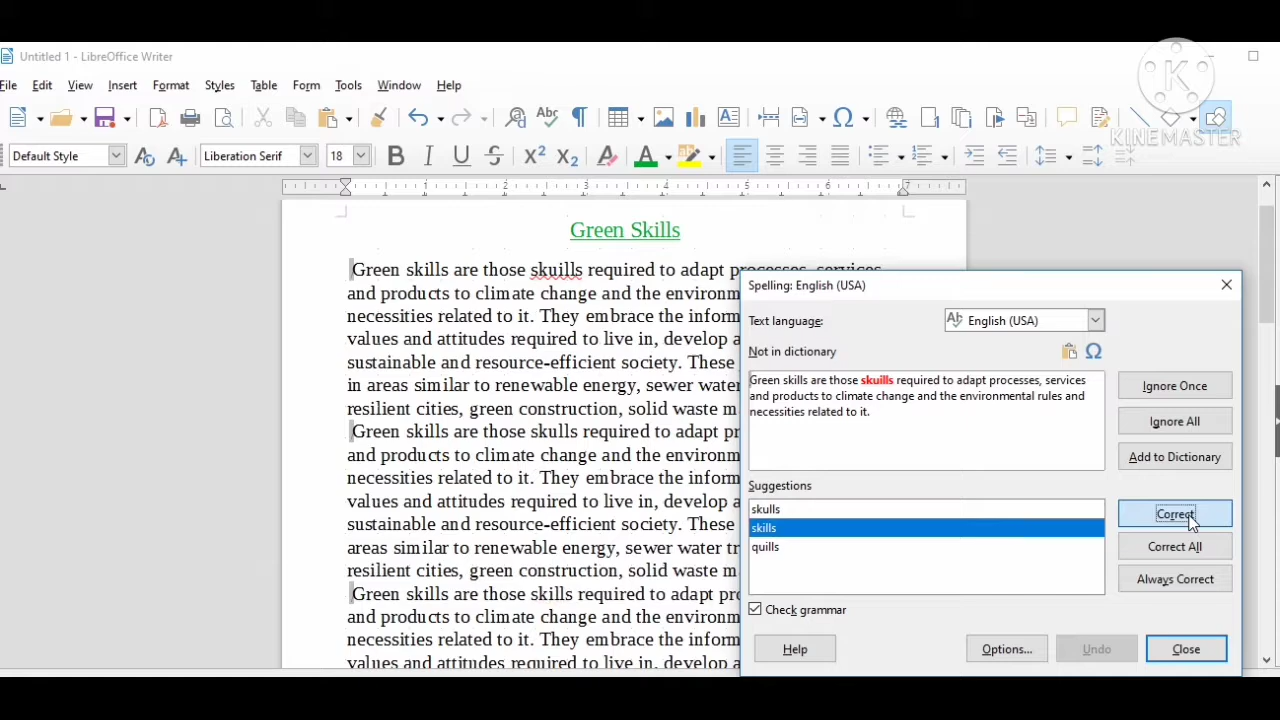 Untitled 1 - LibreOffice Writer
File Edit View Insert Format Styles Table Form Tools Window Help
K
KINEMASTER
Default Style
Liberation Serif
18
1 2 3 4 5 6 7
Green Skills
Green skills are those skuills required to adapt processes, services
and products to climate change and the environm
necessities related to it. They embrace the inform
values and attitudes required to live in, develop a
sustainable and resource-efficient society. These
in areas similar to renewable energy, sewer water
resilient cities, green construction, solid waste m
Green skills are those skulls required to adapt pr
and products to climate change and the environm
necessities related to it. They embrace the inform
values and attitudes required to live in, develop a
sustainable and resource-efficient society. These
areas similar to renewable energy, sewer water tr
resilient cities, green construction, solid waste m
Green skills are those skills required to adapt pro
and products to climate change and the environm
necessities related to it. They embrace the inform
values and attitudes required to live in, develop a
Spelling: English (USA)
Text language:
English (USA)
Not in dictionary
Green skills are those skuills required to adapt processes, services
and products to climate change and the environmental rules and
necessities related to it.
Ignore Once
Ignore All
Add to Dictionary
Suggestions
skulls
skills
quills
Correct
Correct All
Always Correct
Check grammar
Help
Options...
Undo
Close